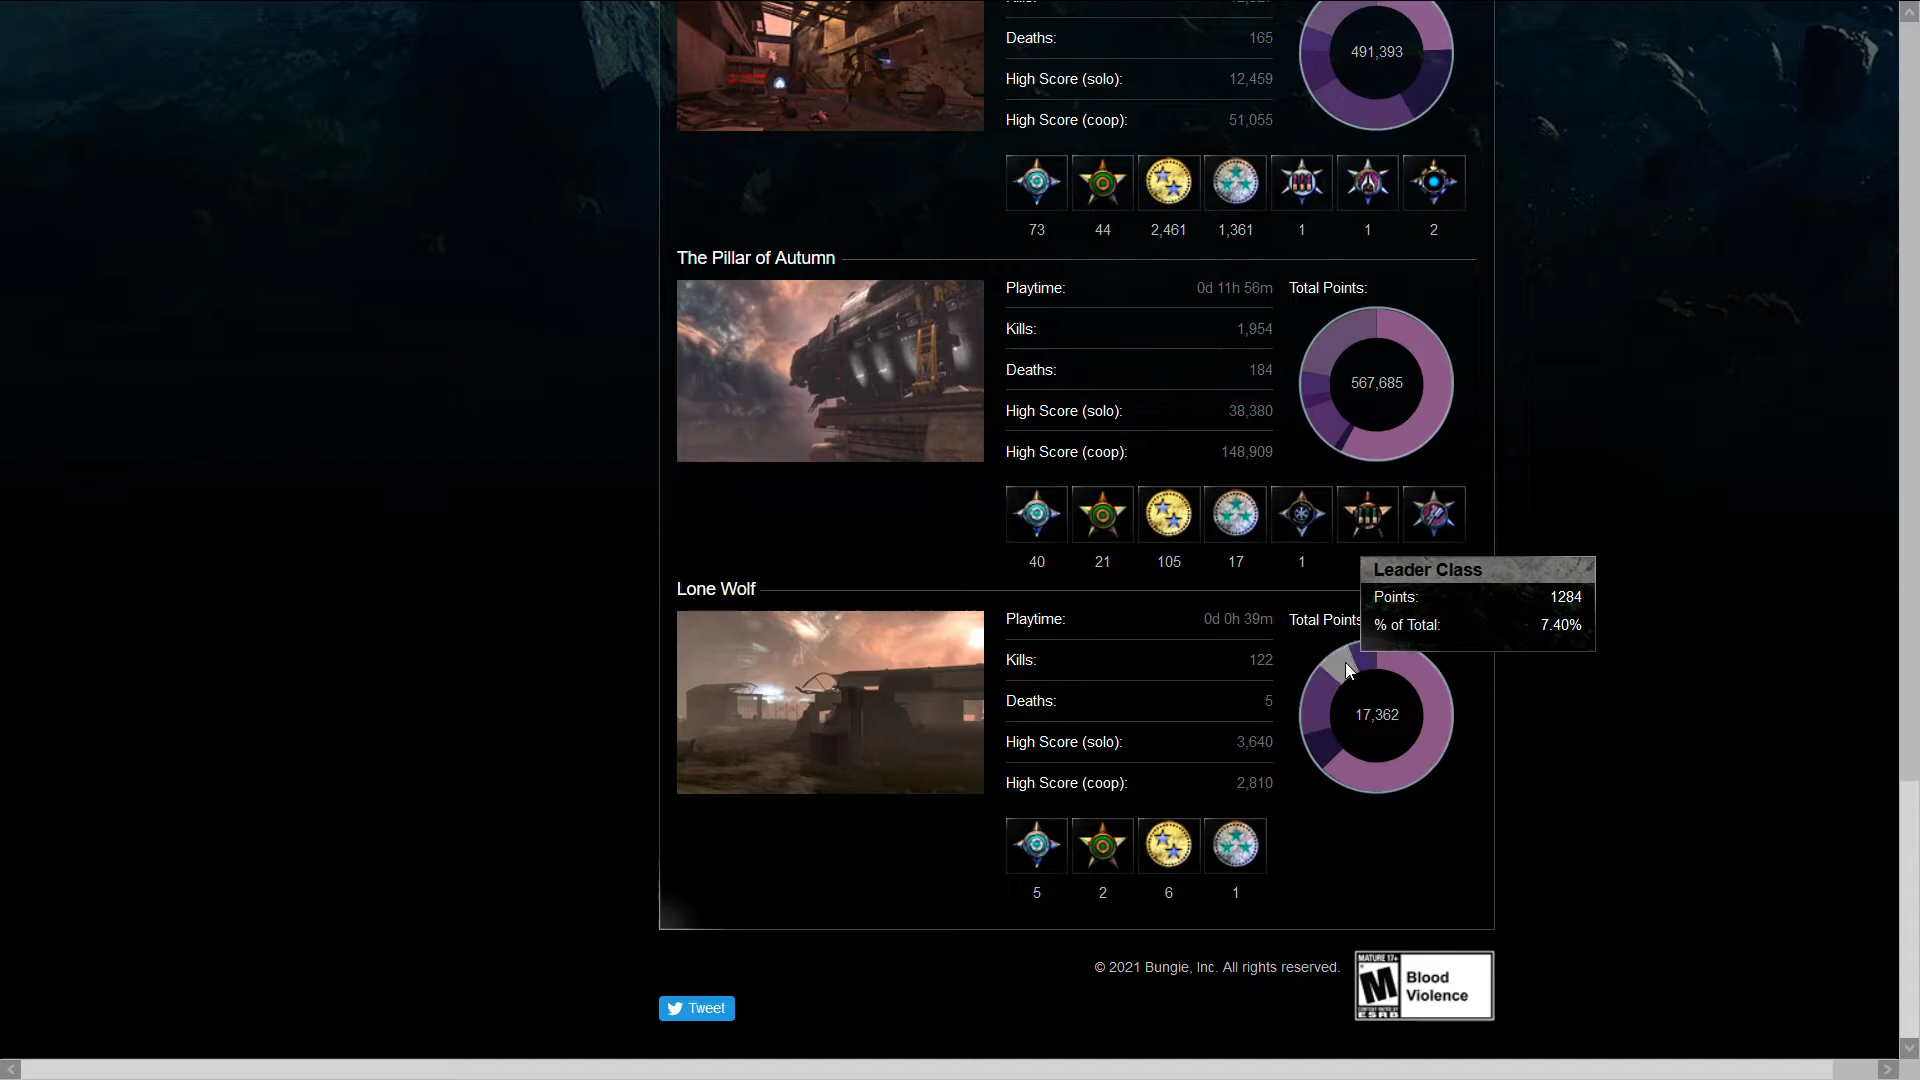 Deaths: 165
491,393
High Score (solo): 12,459
High Score (coop): 51,055
73 44 2,461 1,361 1 1 2
The Pillar of Autumn
Playtime: 0d 11h 56m
Total Points:
Kills: 1,954
Deaths: 184
567,685
High Score (solo): 38,380
High Score (coop): 148,909
40 21 105 17 1
Lone Wolf
Leader Class
Points: 1284
% of Total: 7.40%
Playtime: 0d 0h 39m
Total Points
Kills: 122
Deaths: 5
17,362
High Score (solo): 3,640
High Score (coop): 2,810
5 2 6 1
© 2021 Bungie, Inc. All rights reserved.
MATURE 17+
M
CONTENT RATED BY
ESRB
Blood
Violence
Tweet